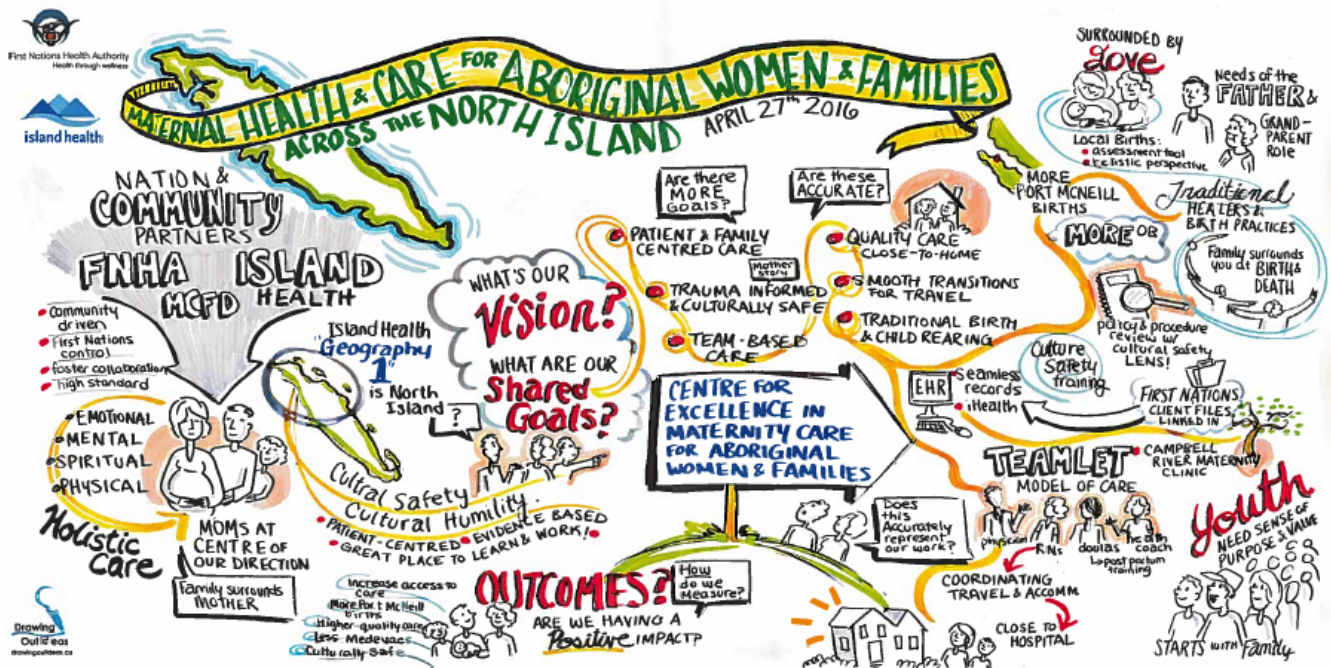 First Nations Health Authority
Health through wellness
island health
MATERNAL HEALTH & CARE FOR ABORIGINAL WOMEN & FAMILIES
ACROSS THE NORTH ISLAND
APRIL 27th 2016
NATION &
COMMUNITY
PARTNERS
FNHA
ISLAND
HEALTH
MCFD
Community
driven
First Nations
control
foster collaboration
high standard
EMOTIONAL
MENTAL
SPIRITUAL
PHYSICAL
Holistic
Care
MOMS AT
CENTRE OF
OUR DIRECTION
Family surrounds
MOTHER
Island Health
"Geography
1"
is North
Island
?
Cultral Safety
Cultural Humility
PATIENT-CENTRED
EVIDENCE BASED
GREAT PLACE TO LEARN & WORK!
WHAT'S OUR
Vision?
WHAT ARE OUR
Shared
Goals?
Are there
MORE
GOALS?
PATIENT & FAMILY
CENTRED CARE
Mother
story
TRAUMA INFORMED
& CULTURALLY SAFE
TEAM-BASED
CARE
Are these
ACCURATE?
QUALITY CARE
CLOSE-TO-HOME
SMOOTH TRANSITIONS
FOR TRAVEL
TRADITIONAL BIRTH
& CHILD REARING
CENTRE FOR
EXCELLENCE IN
MATERNITY CARE
FOR ABORIGINAL
WOMEN & FAMILIES
Does
this
Accurately
represent
our work?
OUTCOMES?
How
do we
Measure?
ARE WE HAVING A
Positive IMPACT?
Increase access to
care
More Port McNeill
births
Higher-quality care
Less Medevacs
Culturally Safe
SURROUNDED BY
love
Needs of the
FATHER &
GRAND-
PARENT
ROLE
Local Births:
assessment tool
holistic perspective
MORE
PORT MCNEILL
BIRTHS
MORE OB
Traditional
HEALERS &
BIRTH PRACTICES
Family surrounds
you at BIRTH &
DEATH
policy & procedure
review w/
cultural safety
LENS!
Culture
Safety
training
EHR
Seamless
records
iHealth
FIRST NATIONS
CLIENT FILES
LINKED IN
CAMPBELL
RIVER MATERNITY
CLINIC
TEAMLET
MODEL OF CARE
physician
RNs
doulas
health
coach
post partum
training
COORDINATING
TRAVEL & ACCOMM
CLOSE TO
HOSPITAL
Youth
NEED SENSE OF
PURPOSE & VALUE
STARTS WITH Family
Drawing
Out ideas
drawingoutideas.ca